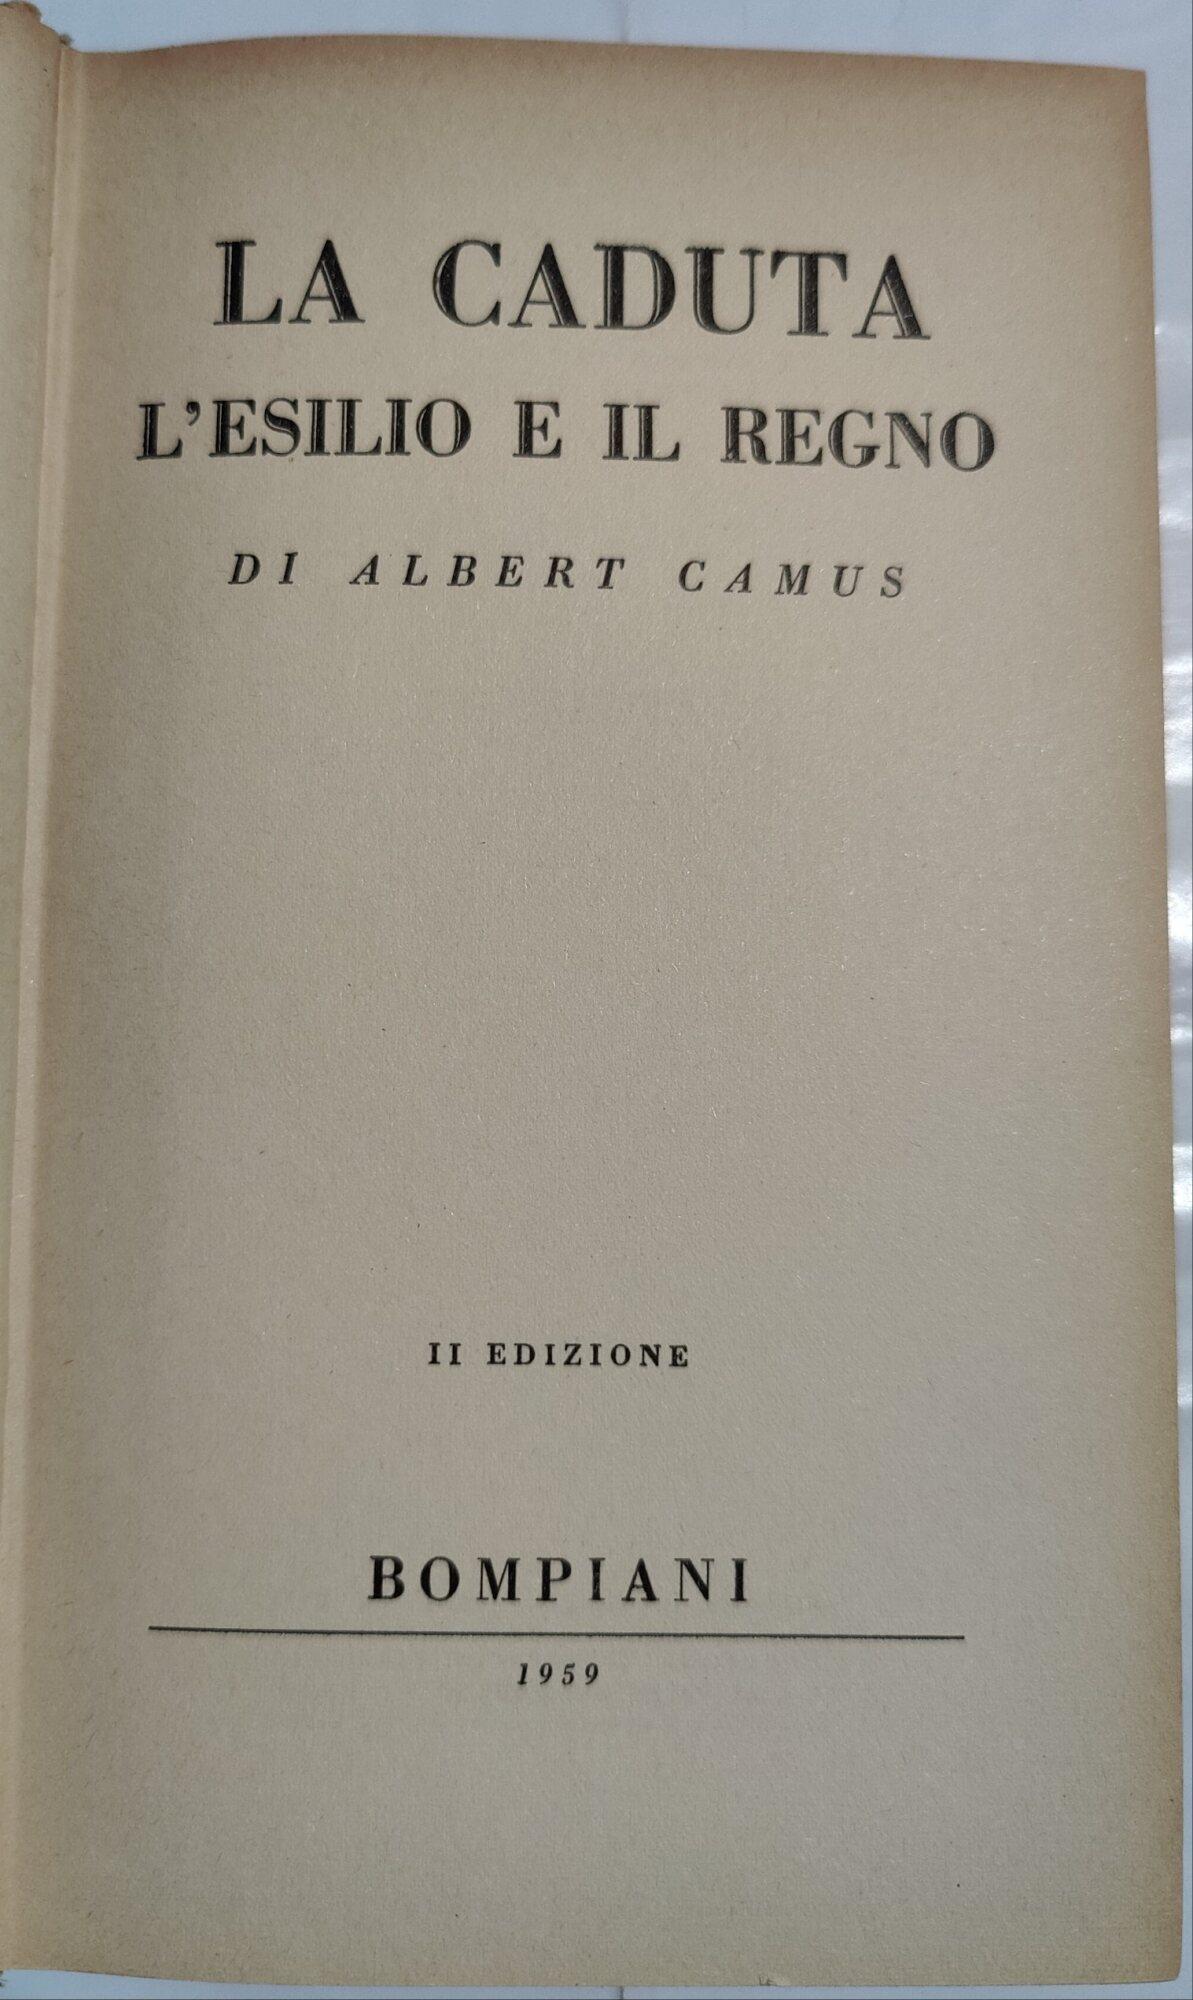 LA CADUTA
L'ESILIO E IL REGNO
DI ALBERT CAMUS
II EDIZIONE
BOMPIANI
1959